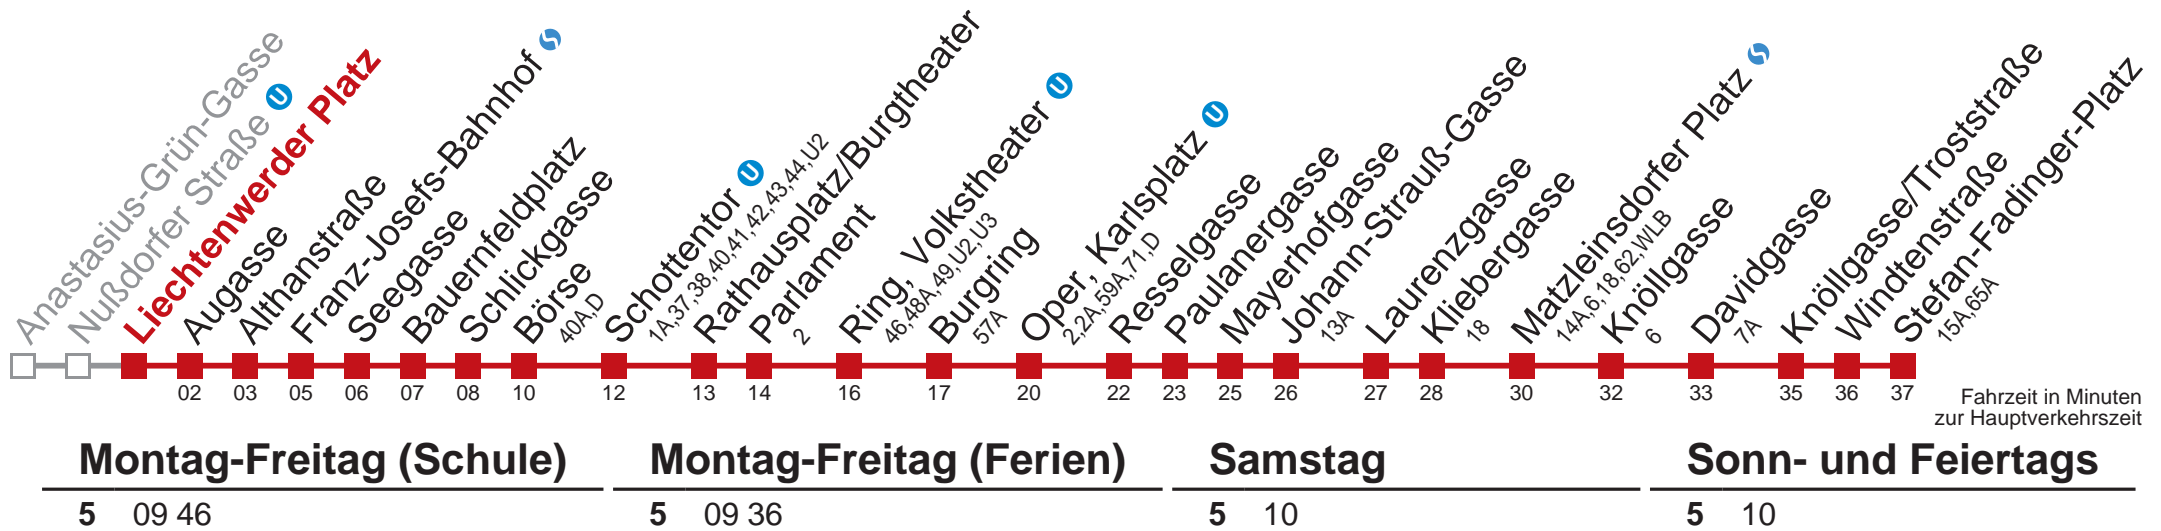 Anastasius-Grün-Gasse
Nußdorfer Straße U
Liechtenwerder Platz
Augasse
Althanstraße
Franz-Josefs-Bahnhof S
Seegasse
Bauernfeldplatz
Schlickgasse
Börse
40A,D
Schottentor U
1A,37,38,40,41,42,43,44,U2
Rathausplatz/Burgtheater
Parlament
2
Ring, Volkstheater U
46,48A,49,U2,U3
Burgring
57A
Oper, Karlsplatz U
2,2A,59A,71,D
Resselgasse
Paulanergasse
Mayerhofgasse
Johann-Strauß-Gasse
13A
Laurenzgasse
Kliebergasse
18
Matzleinsdorfer Platz S
14A,6,18,62,WLB
Knöllgasse
6
Davidgasse
7A
Knöllgasse/Troststraße
Windtenstraße
Stefan-Fadinger-Platz
15A,65A
02 03 05 06 07 08 10 12 13 14 16 17 20 22 23 25 26 27 28 30 32 33 35 36 37
Fahrzeit in Minuten
zur Hauptverkehrszeit
Montag-Freitag (Schule)
5 09 46
Montag-Freitag (Ferien)
5 09 36
Samstag
5 10
Sonn- und Feiertags
5 10